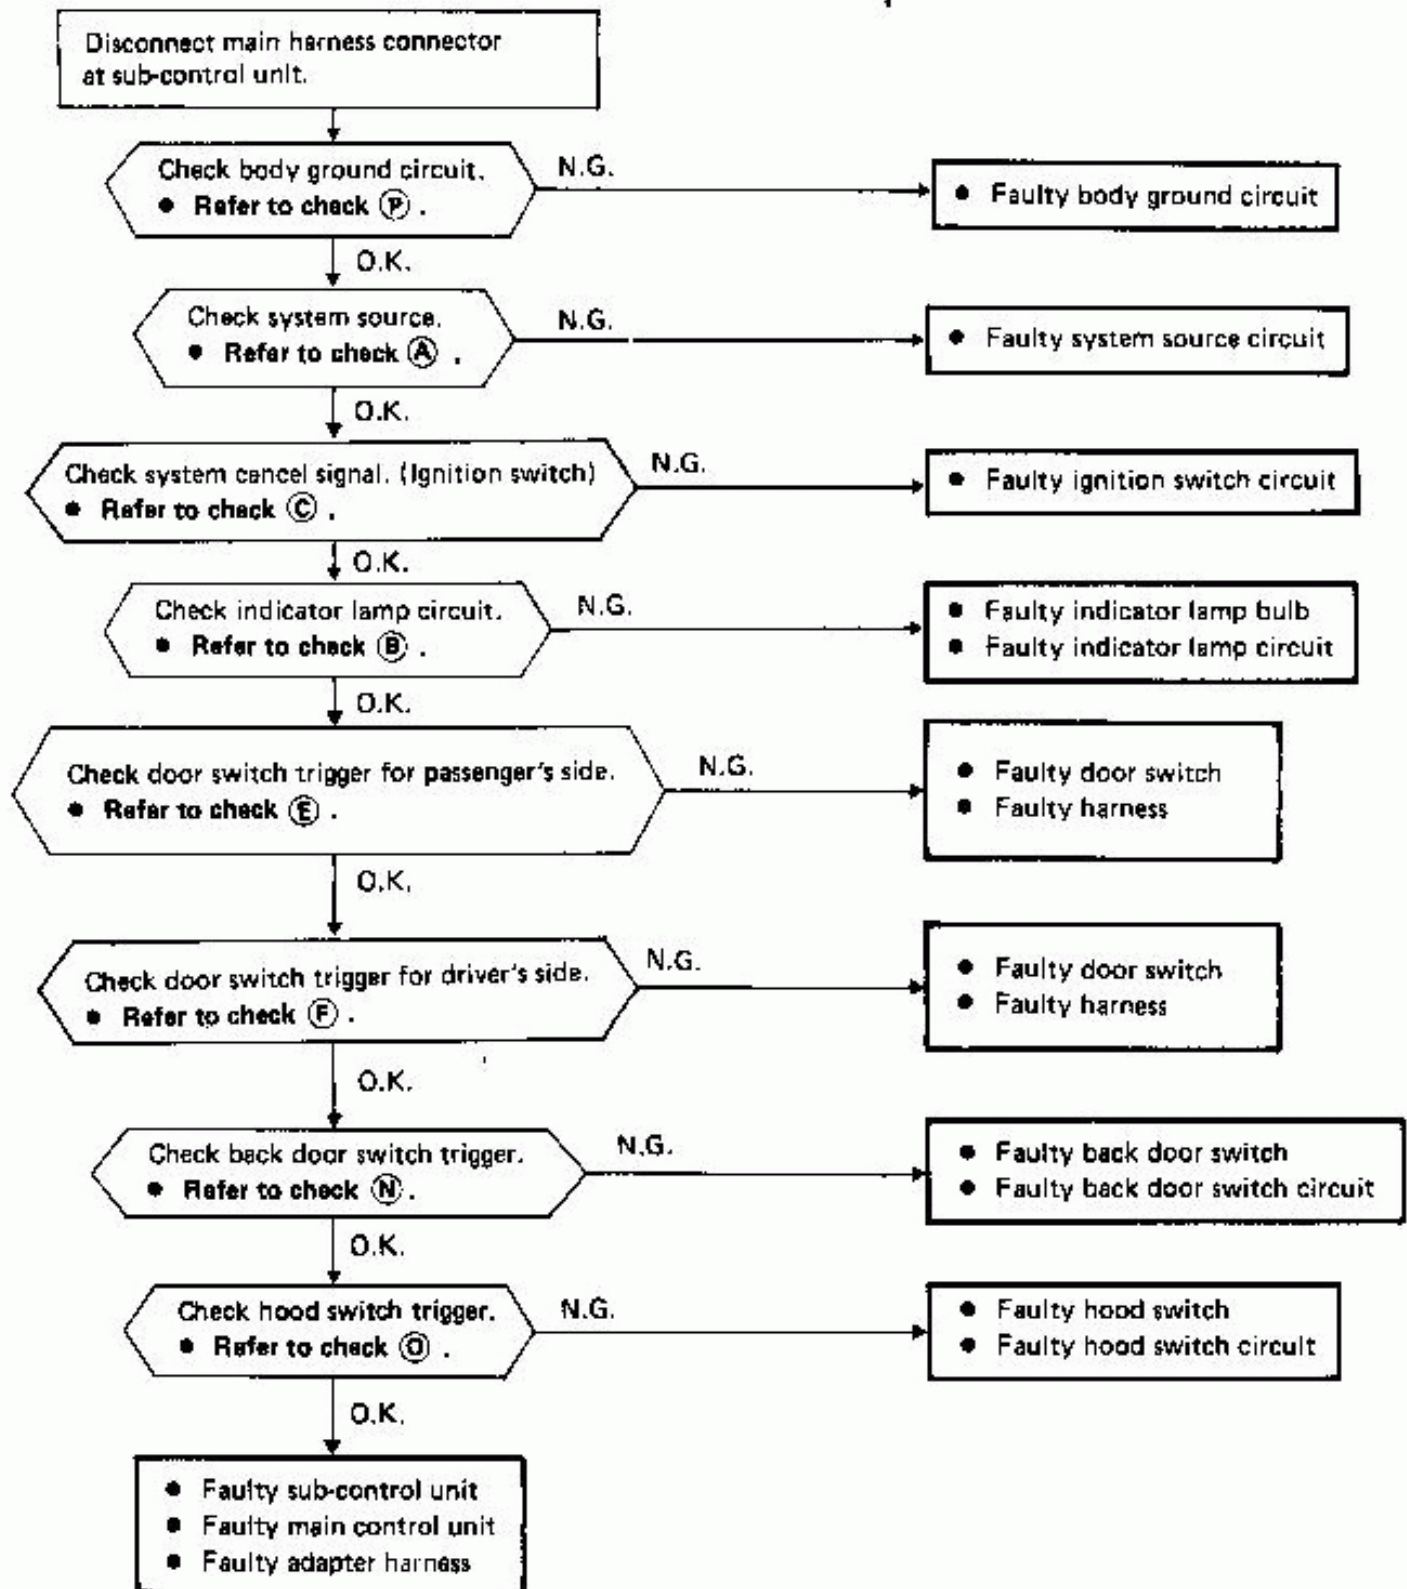 Disconnect main harness connector
at sub-control unit.
Check body ground circuit.
● Refer to check Ⓟ .
N.G.
● Faulty body ground circuit
O.K.
Check system source.
● Refer to check Ⓐ .
N.G.
● Faulty system source circuit
O.K.
Check system cancel signal. (Ignition switch)
● Refer to check Ⓒ .
N.G.
● Faulty ignition switch circuit
O.K.
Check indicator lamp circuit.
● Refer to check Ⓑ .
N.G.
● Faulty indicator lamp bulb
● Faulty indicator lamp circuit
O.K.
Check door switch trigger for passenger's side.
● Refer to check Ⓔ .
N.G.
● Faulty door switch
● Faulty harness
O.K.
Check door switch trigger for driver's side.
● Refer to check Ⓕ .
N.G.
● Faulty door switch
● Faulty harness
O.K.
Check back door switch trigger.
● Refer to check Ⓝ .
N.G.
● Faulty back door switch
● Faulty back door switch circuit
O.K.
Check hood switch trigger.
● Refer to check Ⓞ .
N.G.
● Faulty hood switch
● Faulty hood switch circuit
O.K.
● Faulty sub-control unit
● Faulty main control unit
● Faulty adapter harness